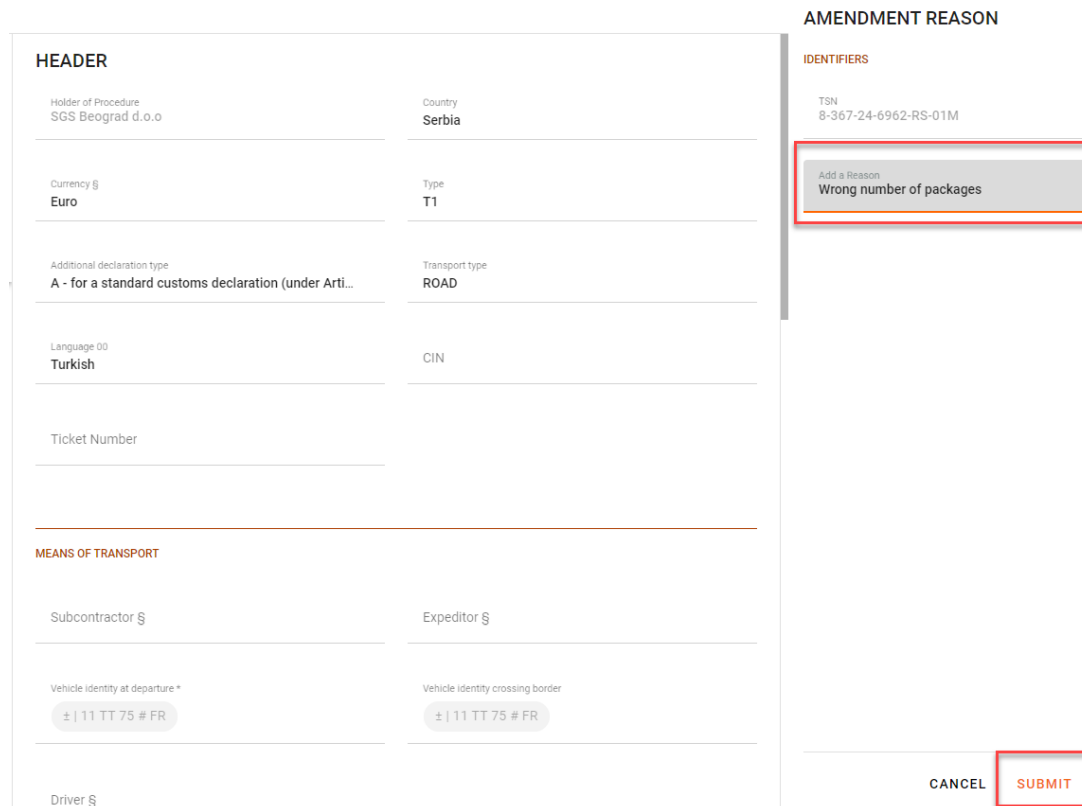 HEADER
Holder of Procedure
SGS Beograd d.o.o
Country
Serbia
Currency §
Euro
Type
T1
Additional declaration type
A - for a standard customs declaration (under Arti...
Transport type
ROAD
Language 00
Turkish
CIN
Ticket Number
MEANS OF TRANSPORT
Subcontractor §
Expeditor §
Vehicle identity at departure *
± | 11 TT 75 # FR
Vehicle identity crossing border
± | 11 TT 75 # FR
Driver §
AMENDMENT REASON
IDENTIFIERS
TSN
8-367-24-6962-RS-01M
Add a Reason
Wrong number of packages
CANCEL
SUBMIT